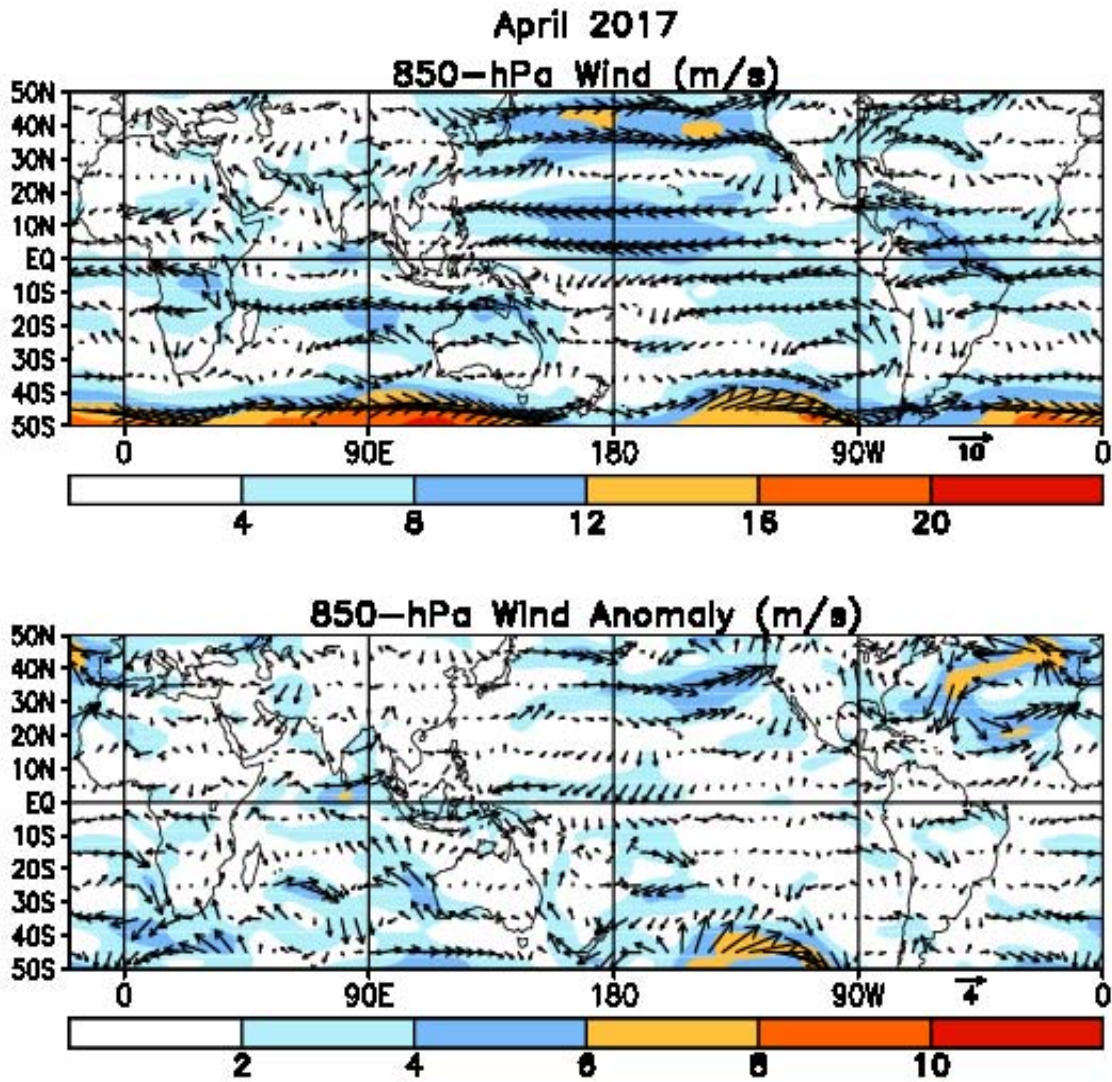 April 2017
850-hPa Wind (m/s)
50N
40N
30N
20N
10N
EQ
10S
20S
30S
40S
50S
0 90E 180 90W 10 0
4 8 12 16 20
850-hPa Wind Anomaly (m/s)
50N
40N
30N
20N
10N
EQ
10S
20S
30S
40S
50S
0 90E 180 90W 4 0
2 4 6 8 10